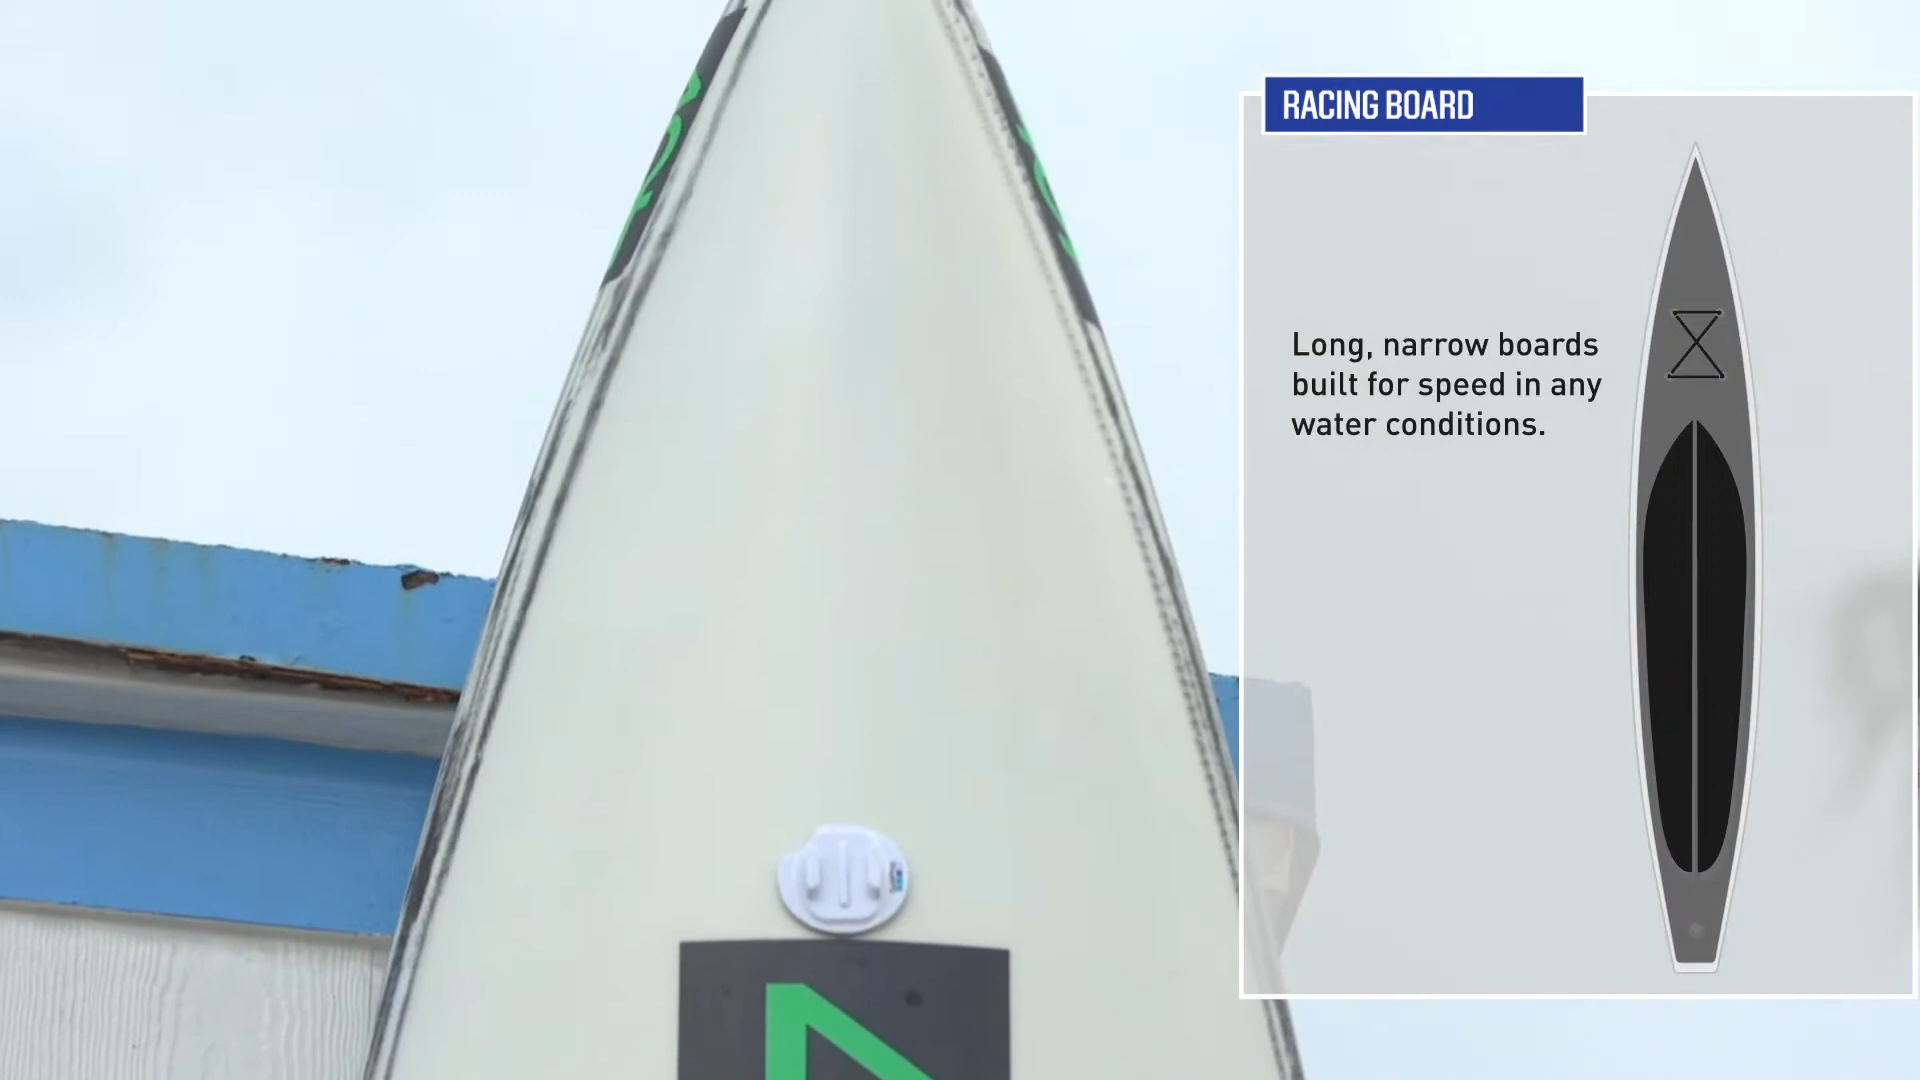 RACING BOARD
Long, narrow boards
built for speed in any
water conditions.